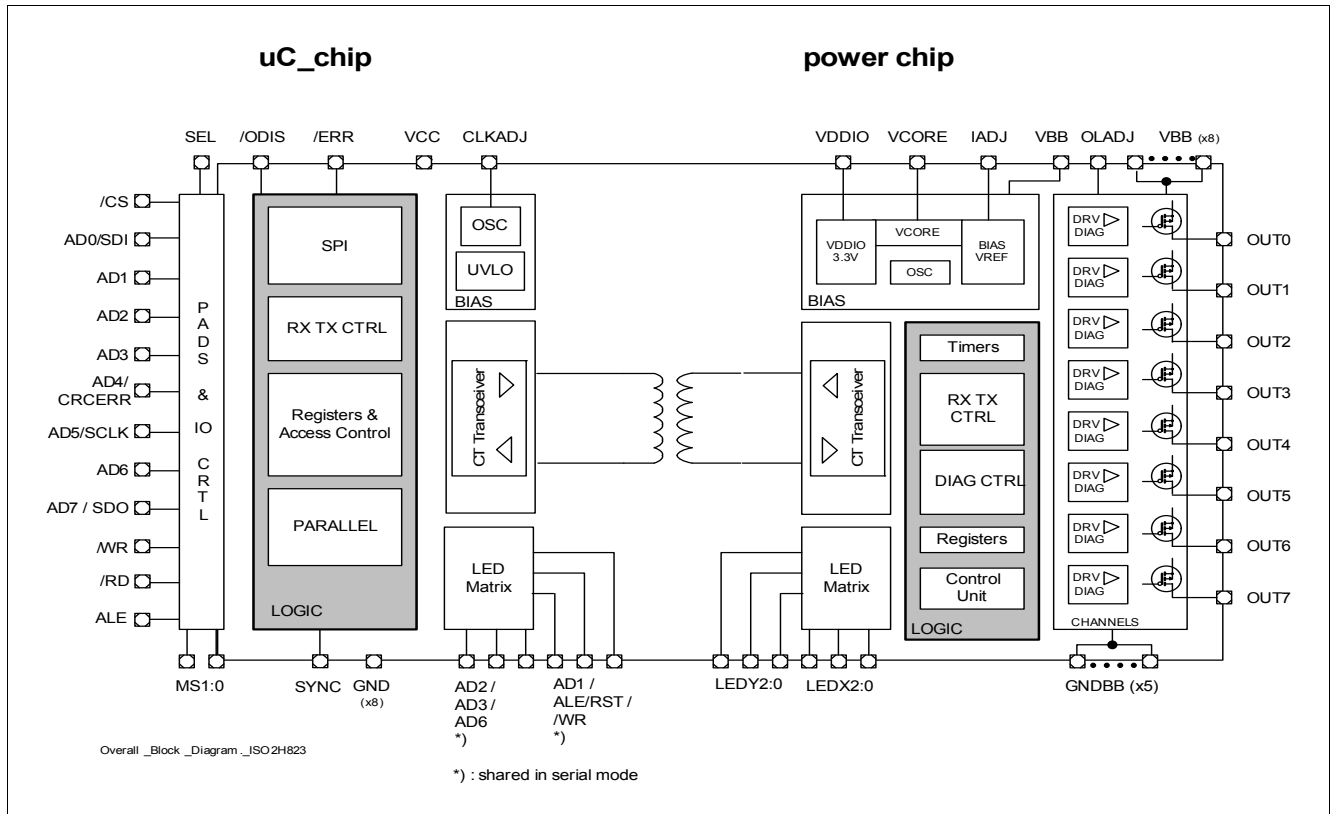 uC_chip
power chip
SEL
/ODIS
/ERR
VCC
CLKADJ
VDDIO
VCORE
IADJ
VBB
OLADJ
VBB (x8)
/CS
AD0/SDI
AD1
AD2
AD3
AD4/
CRCERR
AD5/SCLK
AD6
AD7 / SDO
/WR
/RD
ALE
PADS
&
IO
CRTL
SPI
RX TX CTRL
Registers &
Access Control
PARALLEL
LOGIC
OSC
UVLO
BIAS
CT Transceiver
LED
Matrix
VDDIO
3.3V
VCORE
OSC
BIAS
VREF
BIAS
CT Transceiver
LED
Matrix
Timers
RX TX
CTRL
DIAG CTRL
Registers
Control
Unit
LOGIC
DRV
DIAG
DRV
DIAG
DRV
DIAG
DRV
DIAG
DRV
DIAG
DRV
DIAG
DRV
DIAG
DRV
DIAG
CHANNELS
OUT0
OUT1
OUT2
OUT3
OUT4
OUT5
OUT6
OUT7
MS1:0
SYNC
GND
(x8)
AD2 /
AD3 /
AD6
*)
AD1 /
ALE/RST /
/WR
*)
LEDY2:0
LEDX2:0
GNDBB (x5)
Overall _Block _Diagram ._ISO2H823
*) : shared in serial mode